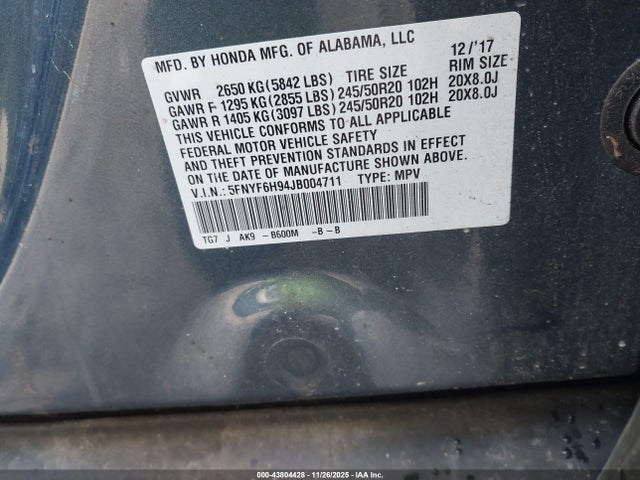 MFD. BY HONDA MFG. OF ALABAMA, LLC 12/'17
GVWR 2650 KG(5842 LBS) TIRE SIZE RIM SIZE
GAWR F 1295 KG(2855 LBS) 245/50R20 102H 20X8.0J
GAWR R 1405 KG(3097 LBS) 245/50R20 102H 20X8.0J
THIS VEHICLE CONFORMS TO ALL APPLICABLE
FEDERAL MOTOR VEHICLE SAFETY
AND THEFT PREVENTION STANDARDS IN EFFECT
ON THE DATE OF MANUFACTURE SHOWN ABOVE.
V.I.N.: 5FNYF6H94JB004711 TYPE: MPV
TG7 J AK9 -B600M -B-B
000-43804428 - 11/26/2025 - IAA Inc.